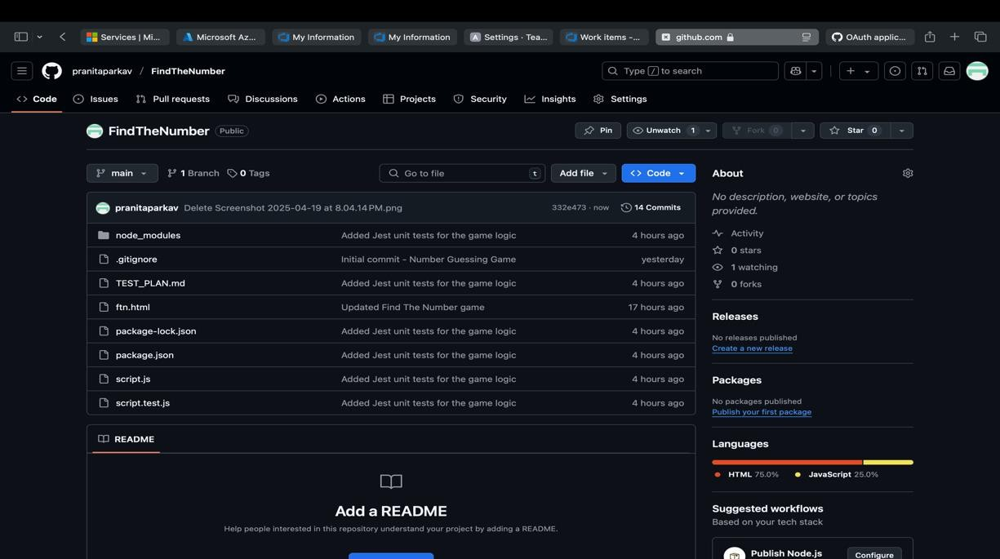 Services | Mi...
Microsoft Az...
My Information
My Information
Settings · Tea...
Work items -...
github.com
OAuth applic...
pranitaparkav / FindTheNumber
Type / to search
Code
Issues
Pull requests
Discussions
Actions
Projects
Security
Insights
Settings
FindTheNumber Public
Pin
Unwatch 1
Fork 0
Star 0
main
1 Branch
0 Tags
Go to file t
Add file
Code
pranitaparkav Delete Screenshot 2025-04-19 at 8.04.14 PM.png 332e473 · now 14 Commits
node_modules Added Jest unit tests for the game logic 4 hours ago
.gitignore Initial commit - Number Guessing Game yesterday
TEST_PLAN.md Added Jest unit tests for the game logic 4 hours ago
ftn.html Updated Find The Number game 17 hours ago
package-lock.json Added Jest unit tests for the game logic 4 hours ago
package.json Added Jest unit tests for the game logic 4 hours ago
script.js Added Jest unit tests for the game logic 4 hours ago
script.test.js Added Jest unit tests for the game logic 4 hours ago
README
Add a README
Help people interested in this repository understand your project by adding a README.
About
No description, website, or topics
provided.
Activity
0 stars
1 watching
0 forks
Releases
No releases published
Create a new release
Packages
No packages published
Publish your first package
Languages
HTML 75.0% JavaScript 25.0%
Suggested workflows
Based on your tech stack
Publish Node.js
Configure